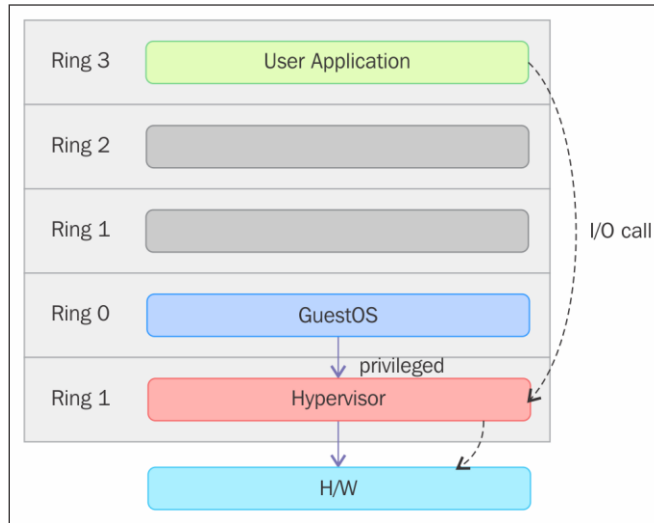 Ring 3
User Application
Ring 2
Ring 1
I/O call
Ring 0
GuestOS
privileged
Ring 1
Hypervisor
H/W